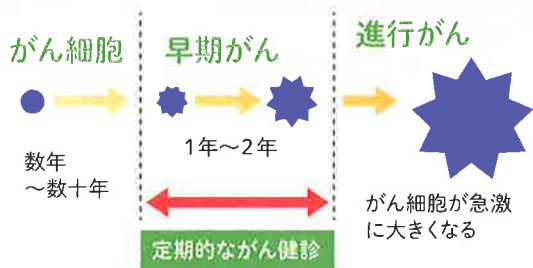 がん細胞
早期がん
進行がん
数年
～数十年
1年～2年
がん細胞が急激
に大きくなる
定期的ながん健診